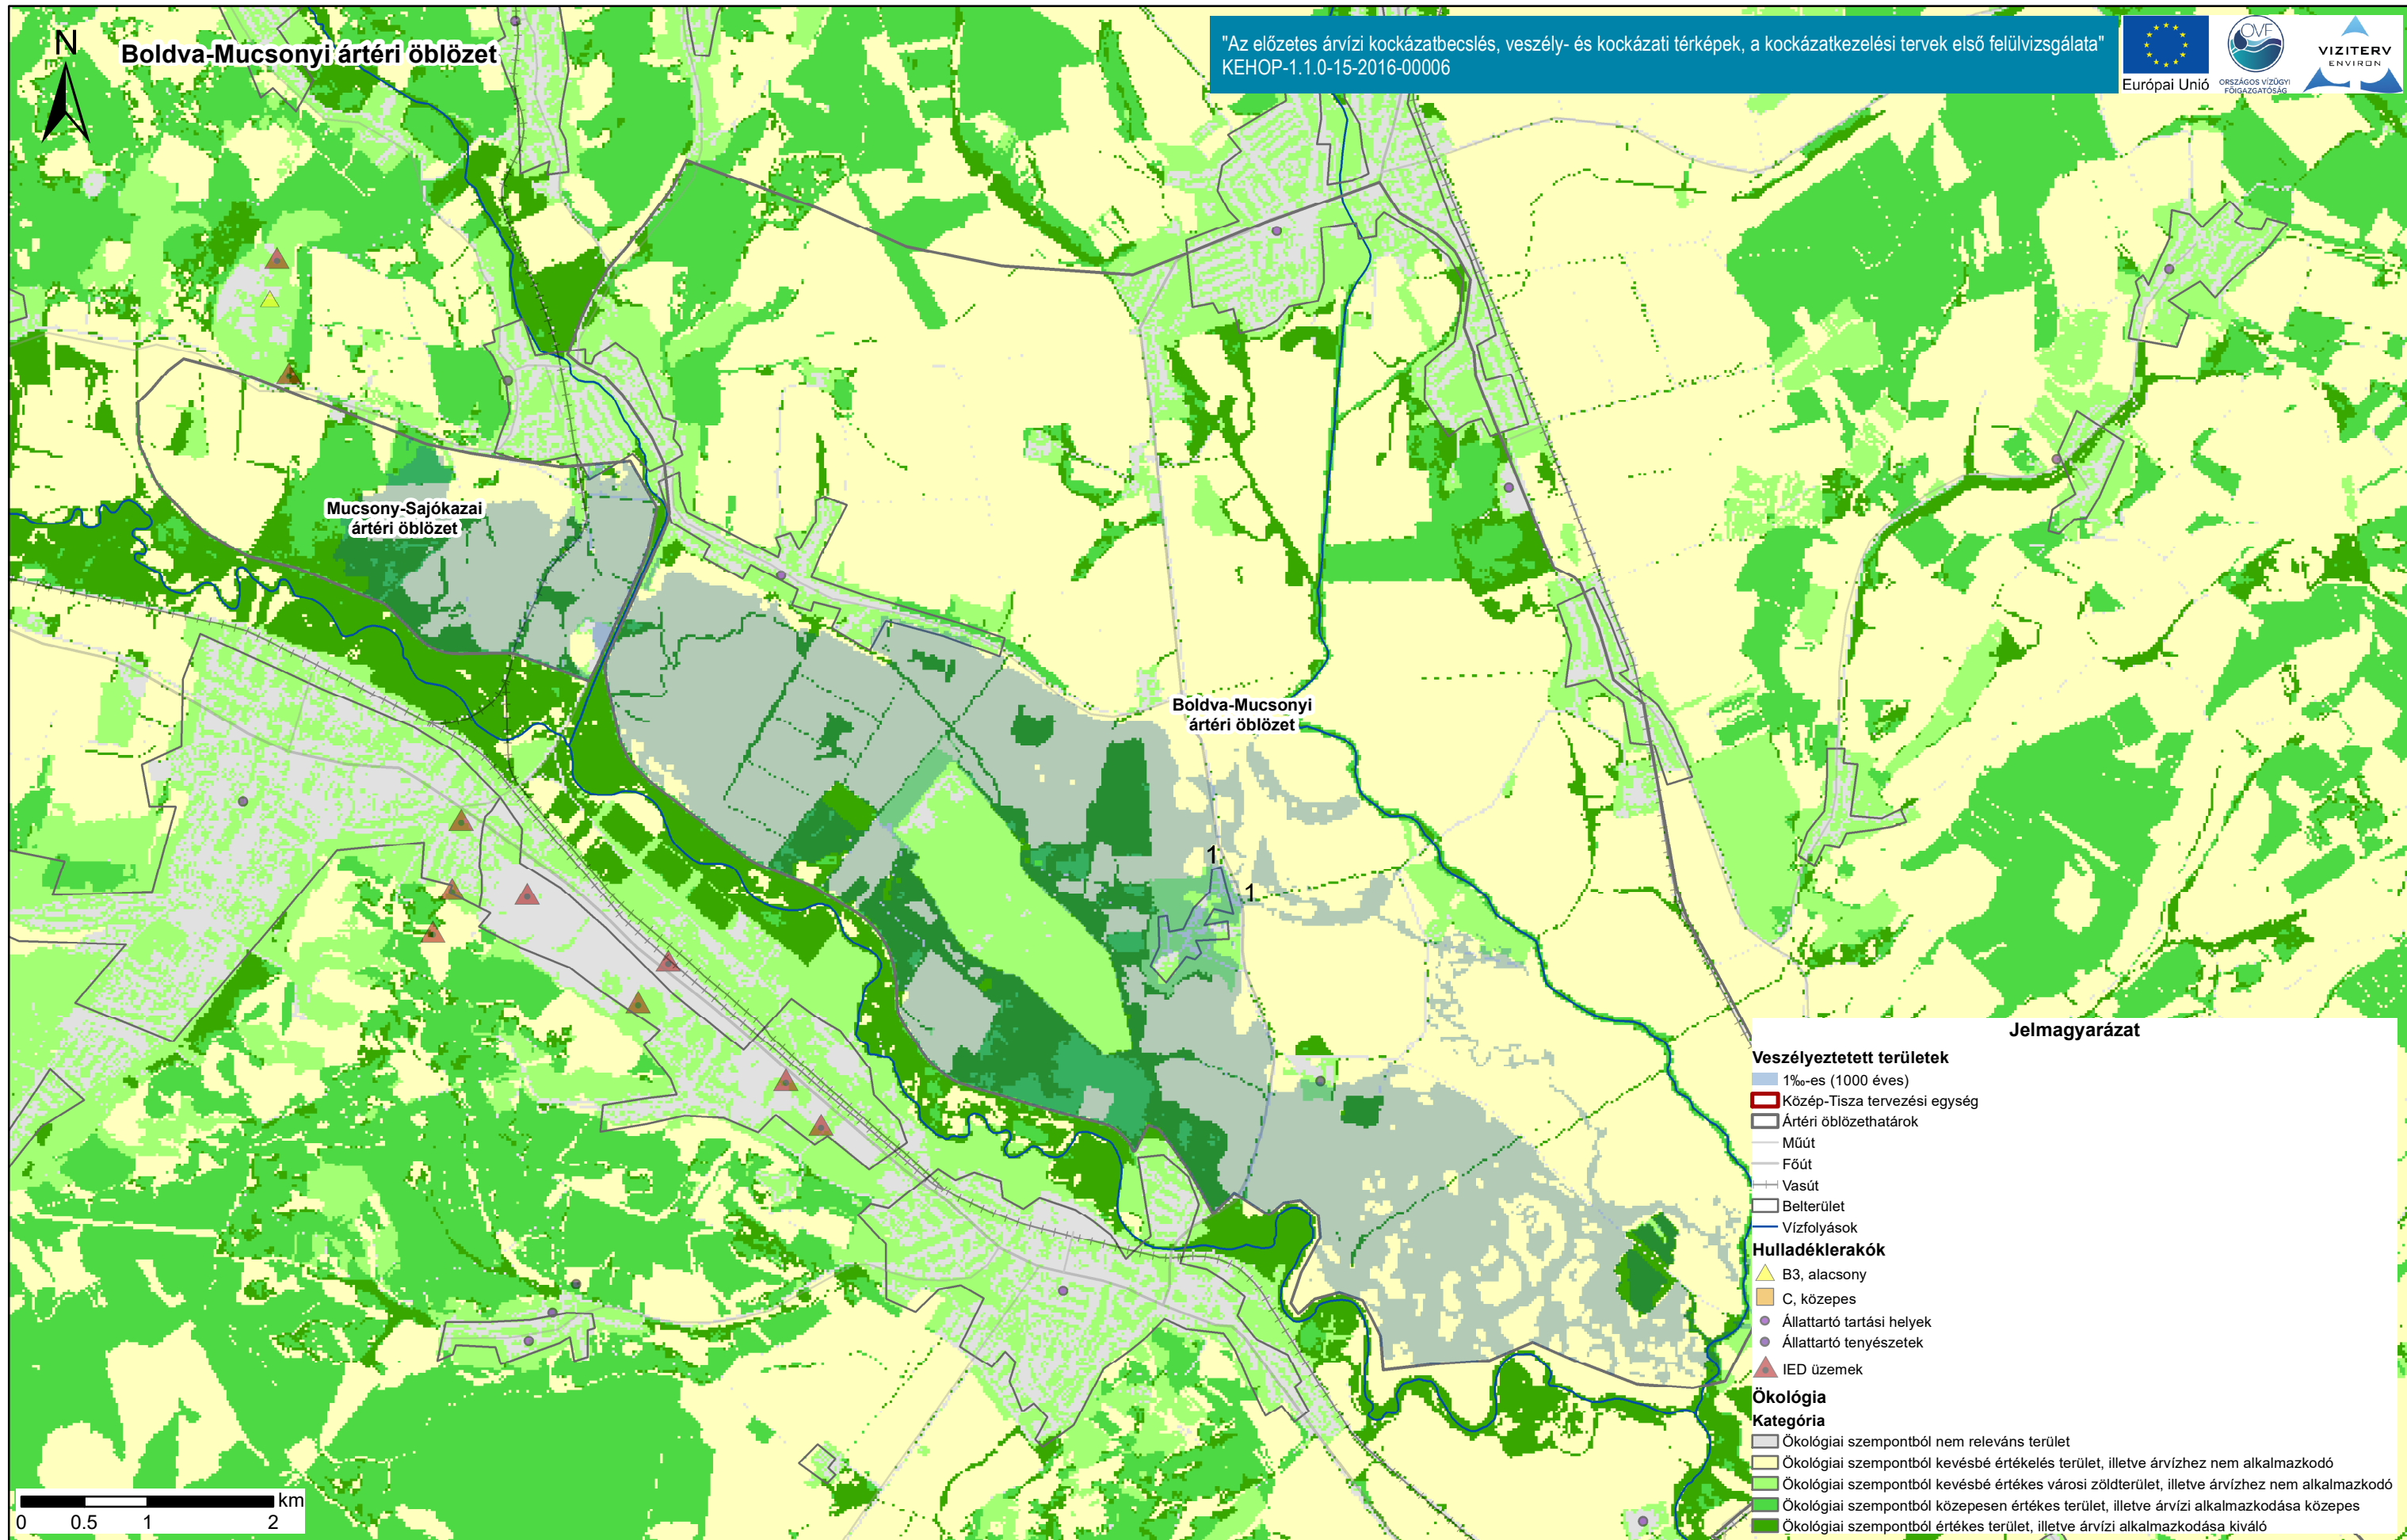 N
Boldva-Mucsonyi ártéri öblözet
"Az előzetes árvízi kockázatbecslés, veszély- és kockázati térképek, a kockázatkezelési tervek első felülvizsgálata"
KEHOP-1.1.0-15-2016-00006
Európai Unió
OVF
ORSZÁGOS VÍZÜGYI
FŐIGAZGATÓSÁG
VIZITERV
ENVIRON
Mucsony-Sajókazai
ártéri öblözet
Boldva-Mucsonyi
ártéri öblözet
1
1
Jelmagyarázat
Veszélyeztetett területek
1‰-es (1000 éves)
Közép-Tisza tervezési egység
Ártéri öblözethatárok
Műút
Főút
Vasút
Belterület
Vízfolyások
Hulladéklerakók
B3, alacsony
C, közepes
Állattartó tartási helyek
Állattartó tenyészetek
IED üzemek
Ökológia
Kategória
Ökológiai szempontból nem releváns terület
Ökológiai szempontból kevésbé értékelés terület, illetve árvízhez nem alkalmazkodó
Ökológiai szempontból kevésbé értékes városi zöldterület, illetve árvízhez nem alkalmazkodó
Ökológiai szempontból közepesen értékes terület, illetve árvízi alkalmazkodása közepes
Ökológiai szempontból értékes terület, illetve árvízi alkalmazkodása kiváló
km
0 0.5 1 2